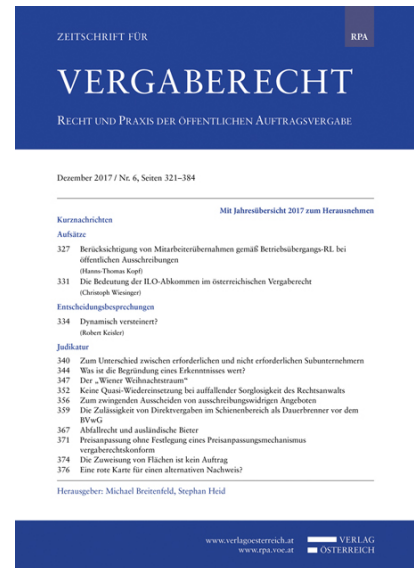 ZEITSCHRIFT FÜR
RPA
VERGABERECHT
RECHT UND PRAXIS DER ÖFFENTLICHEN AUFTRAGSVERGABE
Dezember 2017 / Nr. 6, Seiten 321–384
Mit Jahresübersicht 2017 zum Herausnehmen
Kurznachrichten
Aufsätze
327 Berücksichtigung von Mitarbeiterübernahmen gemäß Betriebsübergangs-RL bei
öffentlichen Ausschreibungen
(Hanns-Thomas Kopf)
331 Die Bedeutung der ILO-Abkommen im österreichischen Vergaberecht
(Christoph Wiesinger)
Entscheidungsbesprechungen
334 Dynamisch versteinert?
(Robert Keisler)
Judikatur
340 Zum Unterschied zwischen erforderlichen und nicht erforderlichen Subunternehmern
344 Was ist die Begründung eines Erkenntnisses wert?
347 Der „Wiener Weihnachtstraum“
352 Keine Quasi-Wiedereinsetzung bei auffallender Sorglosigkeit des Rechtsanwalts
356 Zum zwingenden Ausscheiden von ausschreibungswidrigen Angeboten
359 Die Zulässigkeit von Direktvergaben im Schienenbereich als Dauerbrenner vor dem
BVwG
367 Abfallrecht und ausländische Bieter
371 Preisanpassung ohne Festlegung eines Preisanpassungsmechanismus
vergaberechtskonform
374 Die Zuweisung von Flächen ist kein Auftrag
376 Eine rote Karte für einen alternativen Nachweis?
Herausgeber: Michael Breitenfeld, Stephan Heid
www.verlagoesterreich.at
www.rpa.voe.at
VERLAG
ÖSTERREICH